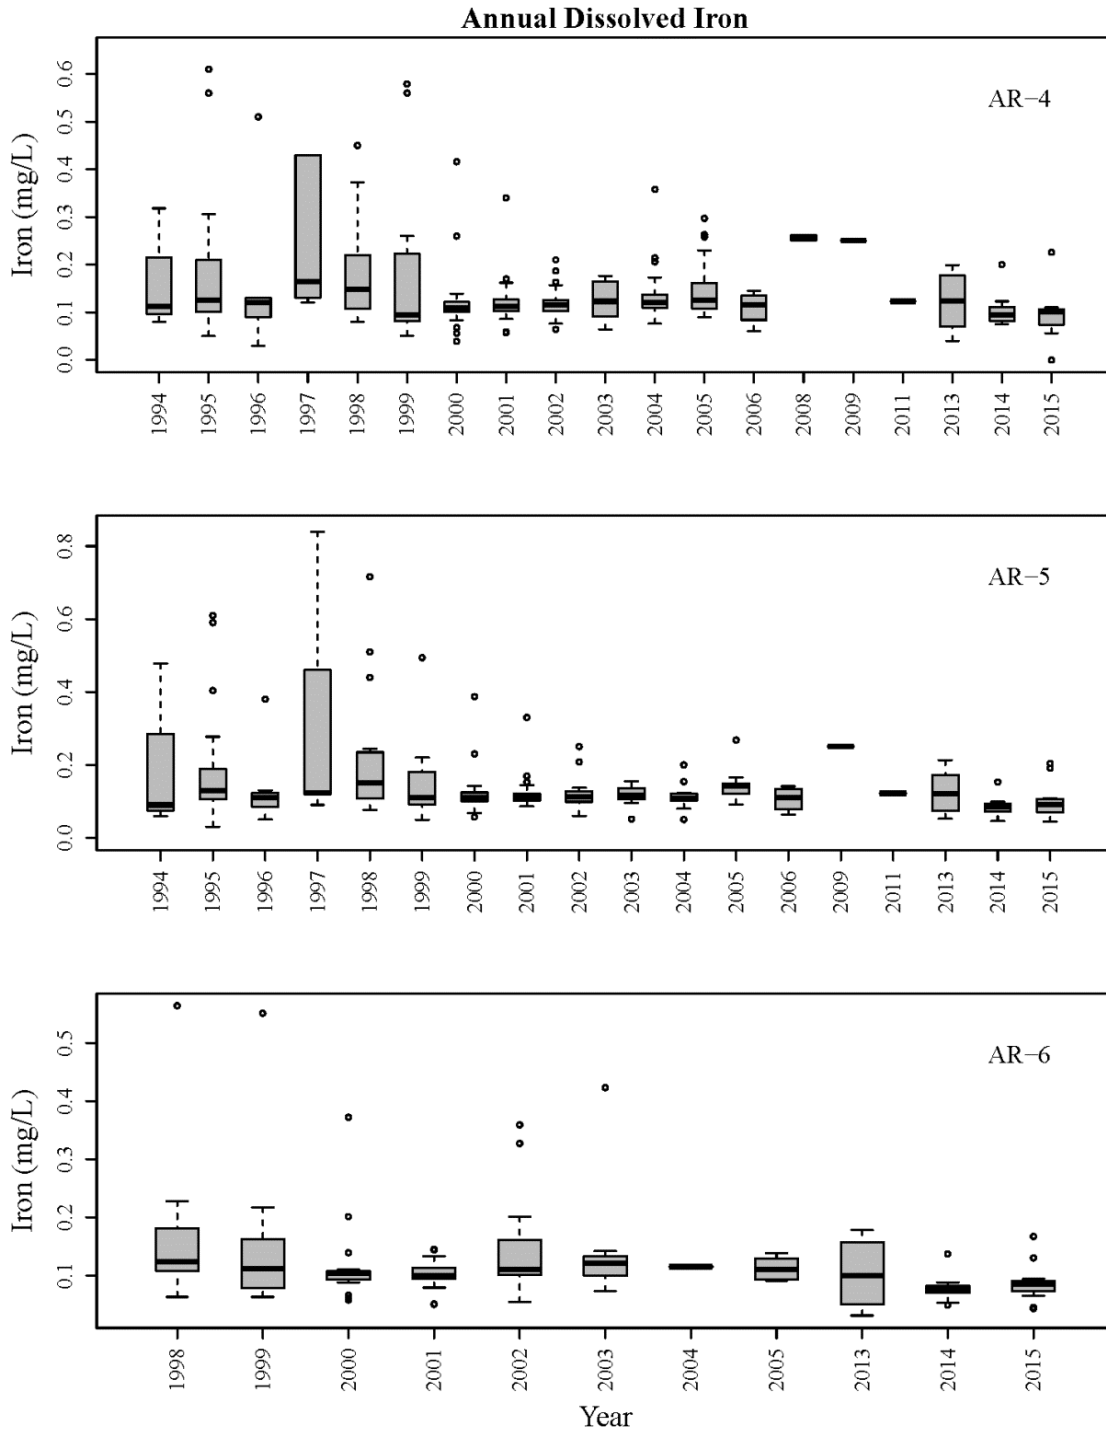 Annual Dissolved Iron
AR−4
Iron (mg/L)
0.6
0.5
0.4
0.3
0.2
0.1
0.0
1994 1995 1996 1997 1998 1999 2000 2001 2002 2003 2004 2005 2006 2008 2009 2011 2013 2014 2015
AR−5
Iron (mg/L)
0.8
0.6
0.4
0.2
0.0
1994 1995 1996 1997 1998 1999 2000 2001 2002 2003 2004 2005 2006 2009 2011 2013 2014 2015
AR−6
Iron (mg/L)
0.5
0.4
0.3
0.2
0.1
1998 1999 2000 2001 2002 2003 2004 2005 2013 2014 2015
Year